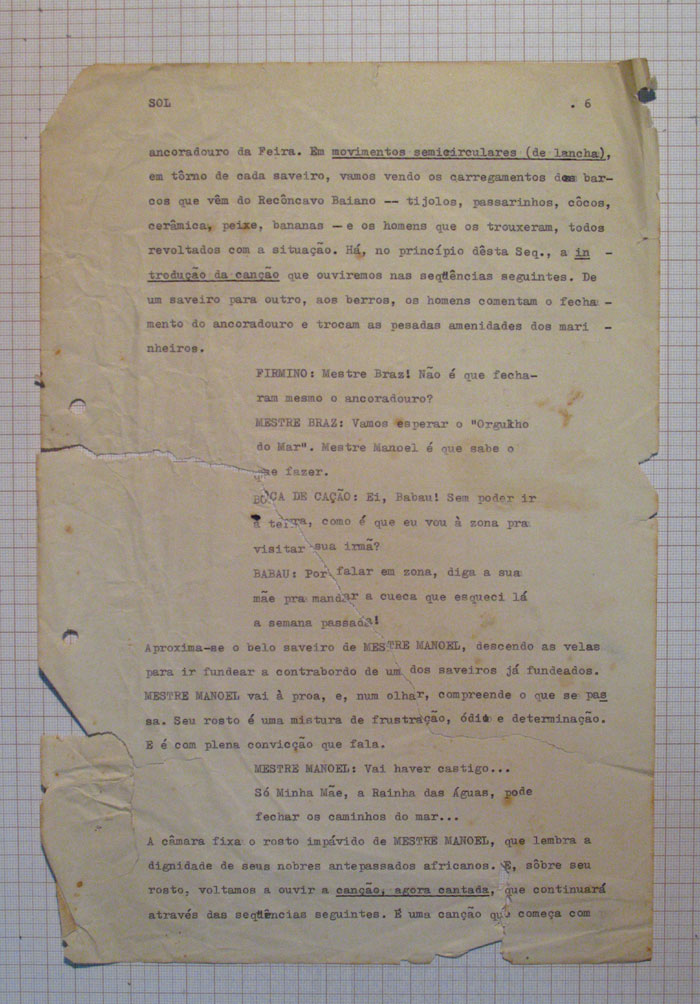 SOL . 6
ancoradouro da Feira. Em movimentos semicirculares (de lancha),
em tôrno de cada saveiro, vamos vendo os carregamentos dos bar-
cos que vêm do Recôncavo Baiano -- tijolos, passarinhos, côcos,
cerâmica, peixe, bananas — e os homens que os trouxeram, todos
revoltados com a situação. Há, no princípio dêsta Seq., a in -
trodução da canção que ouviremos nas seqüências seguintes. De
um saveiro para outro, aos berros, os homens comentam o fecha -
mento do ancoradouro e trocam as pesadas amenidades dos mari -
nheiros.
FIRMINO: Mestre Braz! Não é que fecha-
ram mesmo o ancoradouro?
MESTRE BRAZ: Vamos esperar o "Orgulho
do Mar". Mestre Manoel é que sabe o
que fazer.
BOCA DE CAÇÃO: Ei, Babau! Sem poder ir
à terra, como é que eu vou à zona pra
visitar sua irmã?
BABAU: Por falar em zona, diga a sua
mãe pra mandar a cueca que esqueci lá
a semana passada!
Aproxima-se o belo saveiro de MESTRE MANOEL, descendo as velas
para ir fundear a contrabordo de um dos saveiros já fundeados.
MESTRE MANOEL vai à proa, e, num olhar, compreende o que se pas
sa. Seu rosto é uma mistura de frustração, ódio e determinação.
E é com plena convicção que fala.
MESTRE MANOEL: Vai haver castigo...
Só Minha Mãe, a Rainha das Águas, pode
fechar os caminhos do mar...
A câmara fixa o rosto impávido de MESTRE MANOEL, que lembra a
dignidade de seus nobres antepassados africanos. E, sôbre seu
rosto, voltamos a ouvir a canção, agora cantada, que continuará
através das seqüências seguintes. É uma canção que começa com